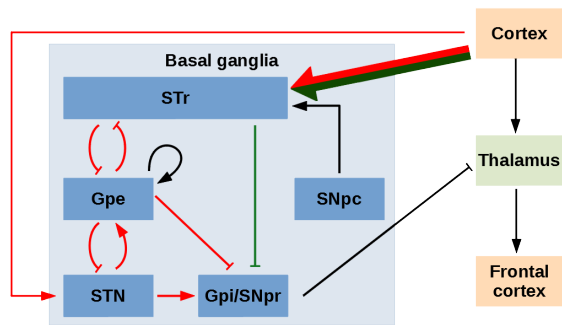 Cortex
Basal ganglia
STr
Thalamus
Gpe
SNpc
Frontal
cortex
STN
Gpi/SNpr